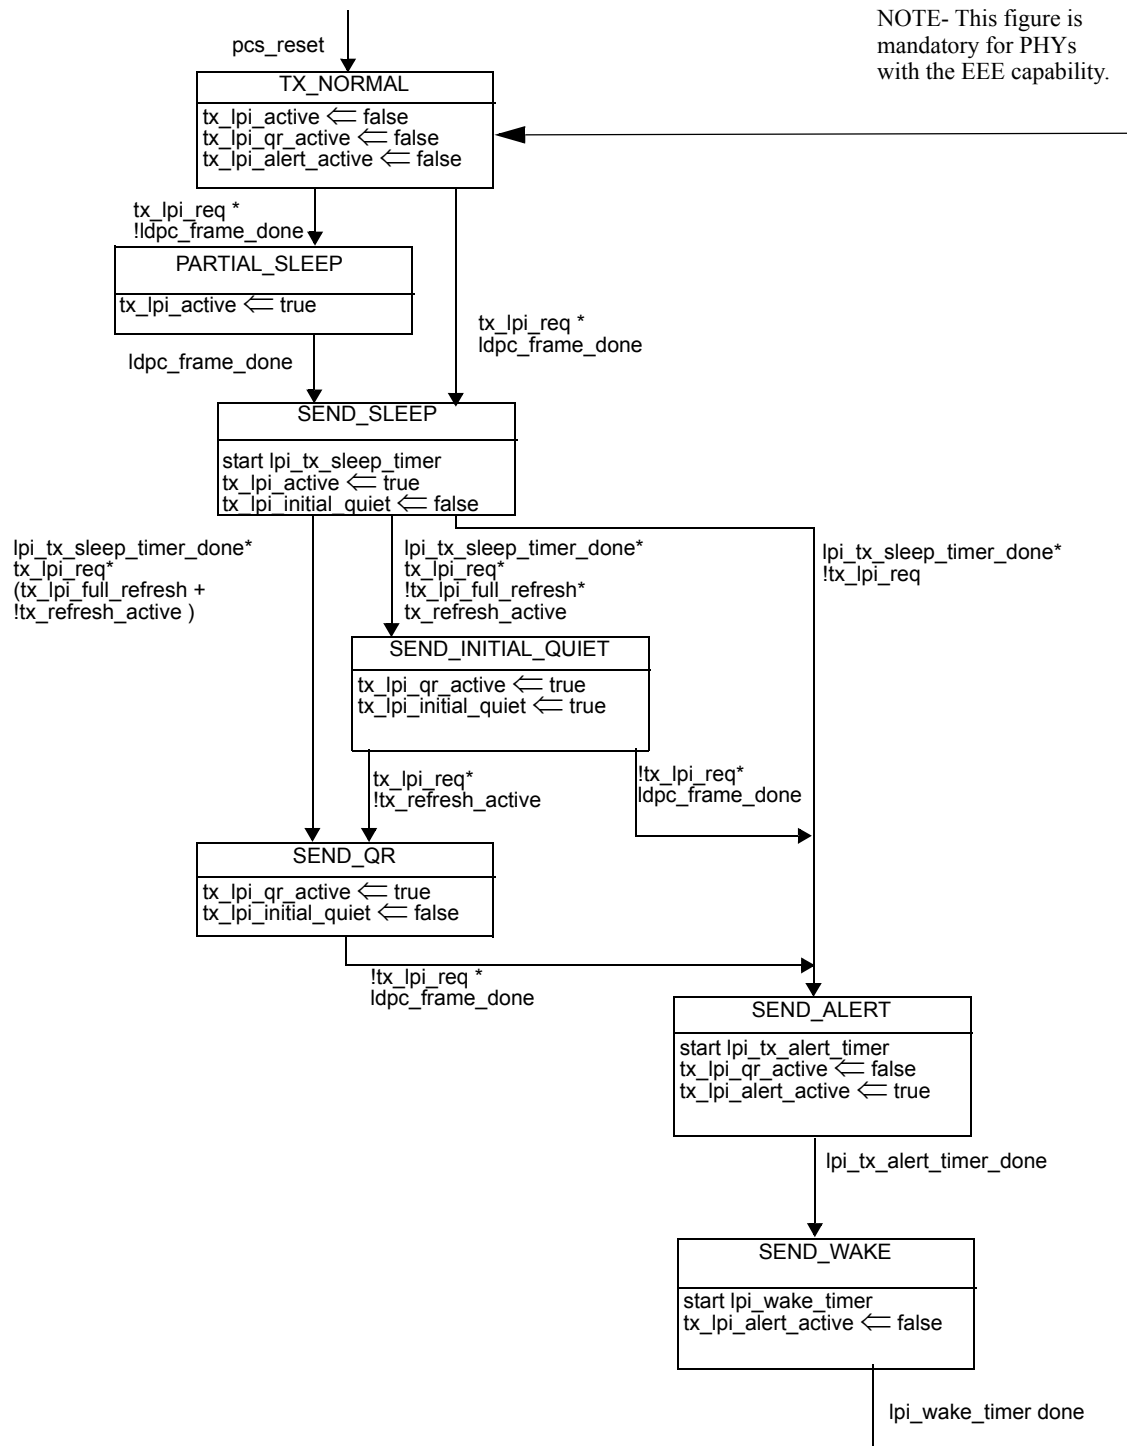 NOTE- This figure is
mandatory for PHYs
with the EEE capability.
pcs_reset
TX_NORMAL
tx_lpi_active ⇐ false
tx_lpi_qr_active ⇐ false
tx_lpi_alert_active ⇐ false
tx_lpi_req *
!ldpc_frame_done
PARTIAL_SLEEP
tx_lpi_active ⇐ true
tx_lpi_req *
ldpc_frame_done
ldpc_frame_done
SEND_SLEEP
start lpi_tx_sleep_timer
tx_lpi_active ⇐ true
tx_lpi_initial_quiet ⇐ false
lpi_tx_sleep_timer_done*
tx_lpi_req*
(tx_lpi_full_refresh +
!tx_refresh_active )
lpi_tx_sleep_timer_done*
tx_lpi_req*
!tx_lpi_full_refresh*
tx_refresh_active
lpi_tx_sleep_timer_done*
!tx_lpi_req
SEND_INITIAL_QUIET
tx_lpi_qr_active ⇐ true
tx_lpi_initial_quiet ⇐ true
tx_lpi_req*
!tx_refresh_active
!tx_lpi_req*
ldpc_frame_done
SEND_QR
tx_lpi_qr_active ⇐ true
tx_lpi_initial_quiet ⇐ false
!tx_lpi_req *
ldpc_frame_done
SEND_ALERT
start lpi_tx_alert_timer
tx_lpi_qr_active ⇐ false
tx_lpi_alert_active ⇐ true
lpi_tx_alert_timer_done
SEND_WAKE
start lpi_wake_timer
tx_lpi_alert_active ⇐ false
lpi_wake_timer done